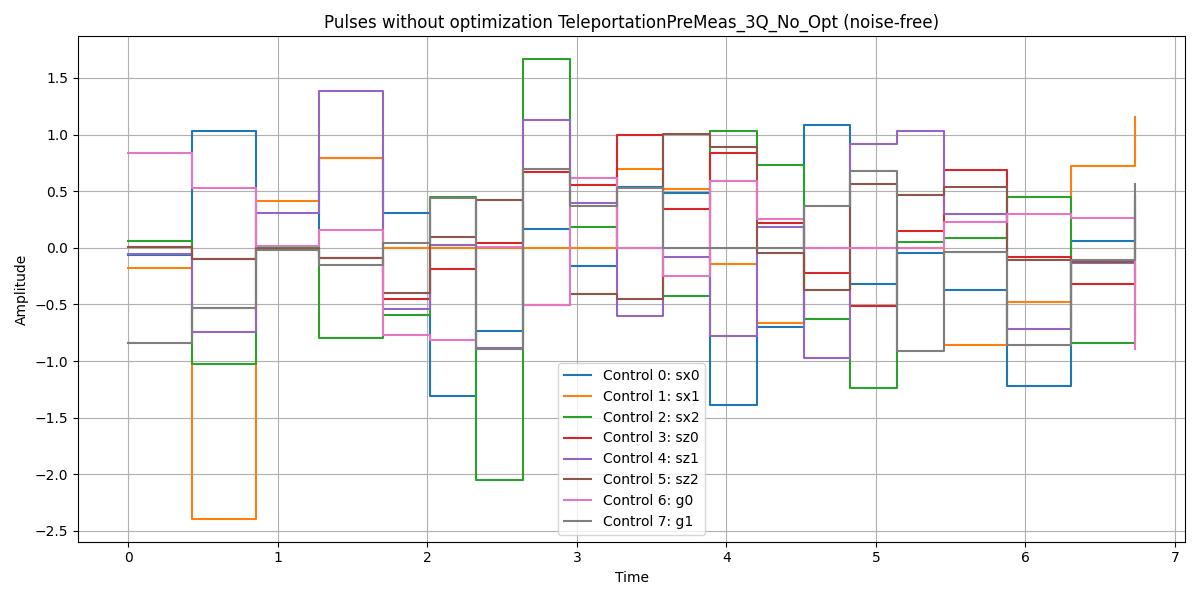 Pulses without optimization TeleportationPreMeas_3Q_No_Opt (noise-free)
Amplitude
1.5
1.0
0.5
0.0
−0.5
−1.0
−1.5
−2.0
−2.5
Control 0: sx0
Control 1: sx1
Control 2: sx2
Control 3: sz0
Control 4: sz1
Control 5: sz2
Control 6: g0
Control 7: g1
0 1 2 3 4 5 6 7
Time